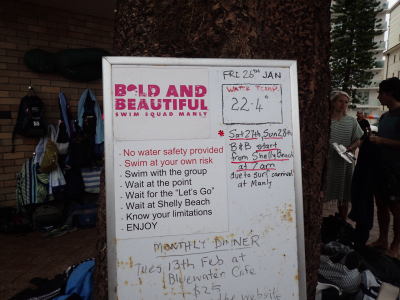 BOLD AND
BEAUTIFUL
SWIM SQUAD MANLY
No water safety provided
Swim at your own risk
Swim with the group
Wait at the point
Wait for the "Let's Go"
Wait at Shelly Beach
Know your limitations
ENJOY
FRI 26TH JAN
WATER TEMP
22.4°
* Sat 27th, Sun 28th
B&B start
from Shelly Beach
at 7am
due to surf carnival
at Manly
MONTHLY DINNER
Tues 13th Feb at
Bluewater Cafe
$25
the website